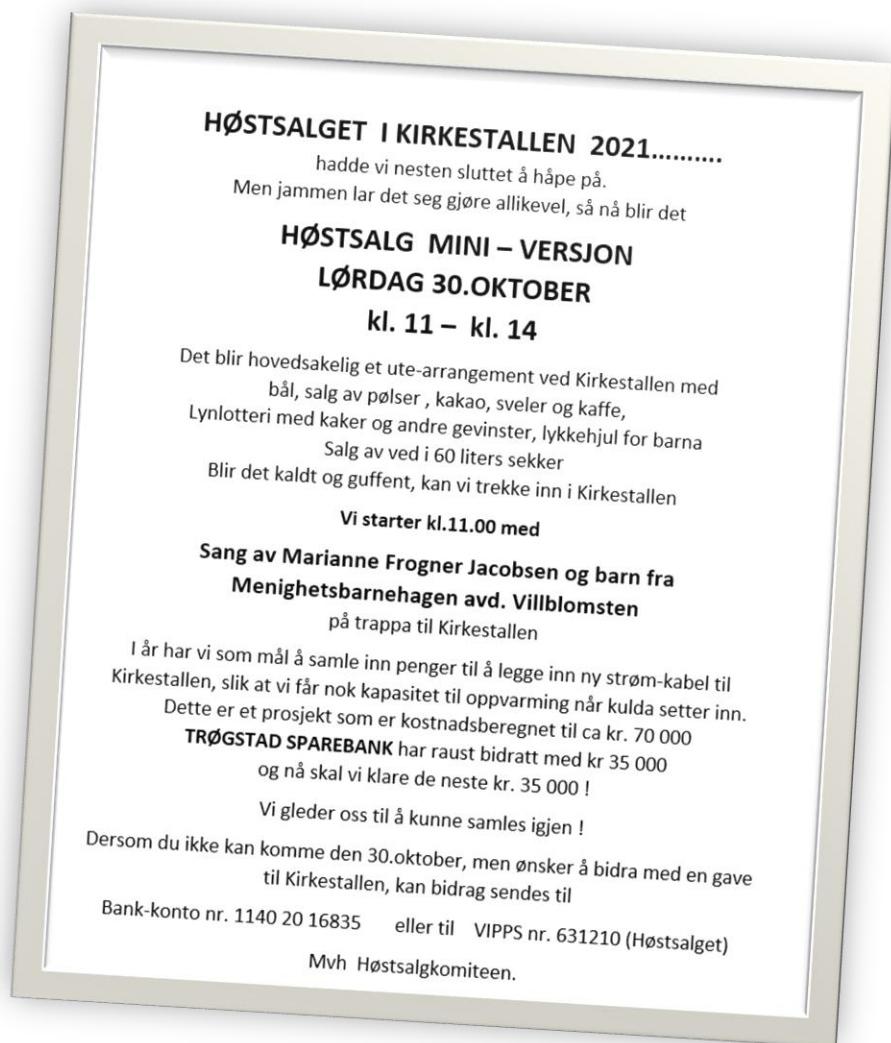 HØSTSALGET I KIRKESTALLEN 2021..........
hadde vi nesten sluttet å håpe på.
Men jammen lar det seg gjøre allikevel, så nå blir det
HØSTSALG MINI – VERSJON
LØRDAG 30.OKTOBER
kl. 11 – kl. 14
Det blir hovedsakelig et ute-arrangement ved Kirkestallen med
bål, salg av pølser , kakao, sveler og kaffe,
Lynlotteri med kaker og andre gevinster, lykkehjul for barna
Salg av ved i 60 liters sekker
Blir det kaldt og guffent, kan vi trekke inn i Kirkestallen
Vi starter kl.11.00 med
Sang av Marianne Frogner Jacobsen og barn fra
Menighetsbarnehagen avd. Villblomsten
på trappa til Kirkestallen
I år har vi som mål å samle inn penger til å legge inn ny strøm-kabel til
Kirkestallen, slik at vi får nok kapasitet til oppvarming når kulda setter inn.
Dette er et prosjekt som er kostnadsberegnet til ca kr. 70 000
TRØGSTAD SPAREBANK har raust bidratt med kr 35 000
og nå skal vi klare de neste kr. 35 000 !
Vi gleder oss til å kunne samles igjen !
Dersom du ikke kan komme den 30.oktober, men ønsker å bidra med en gave
til Kirkestallen, kan bidrag sendes til
Bank-konto nr. 1140 20 16835 eller til VIPPS nr. 631210 (Høstsalget)
Mvh Høstsalgkomiteen.